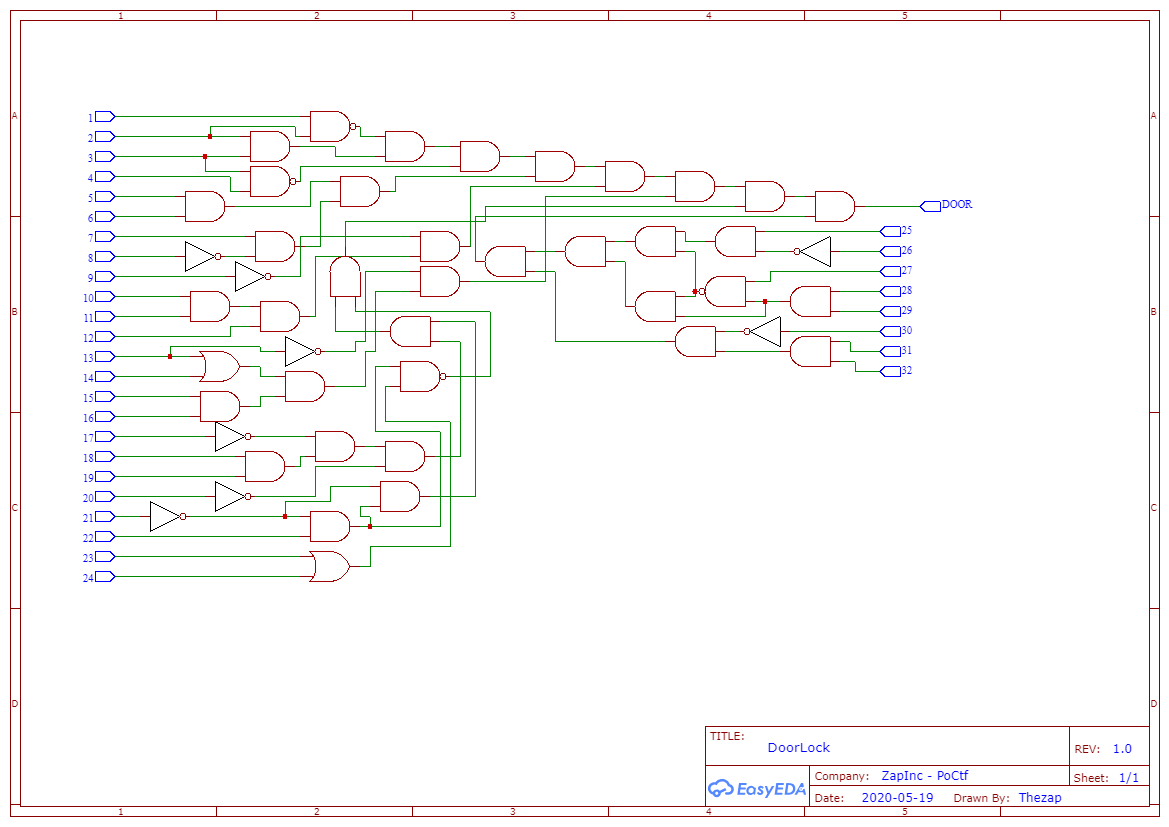 1 2 3 4 5
A A
1
2
3
4
5
6
DOOR
7
8
9
10
11
12
13
14
15
16
17
18
19
20
21
22
23
24
25
26
27
28
29
30
31
32
B B
C C
D D
TITLE:
DoorLock
REV: 1.0
EasyEDA
Company: ZapInc - PoCtf
Sheet: 1/1
Date: 2020-05-19 Drawn By: Thezap
1 2 3 4 5